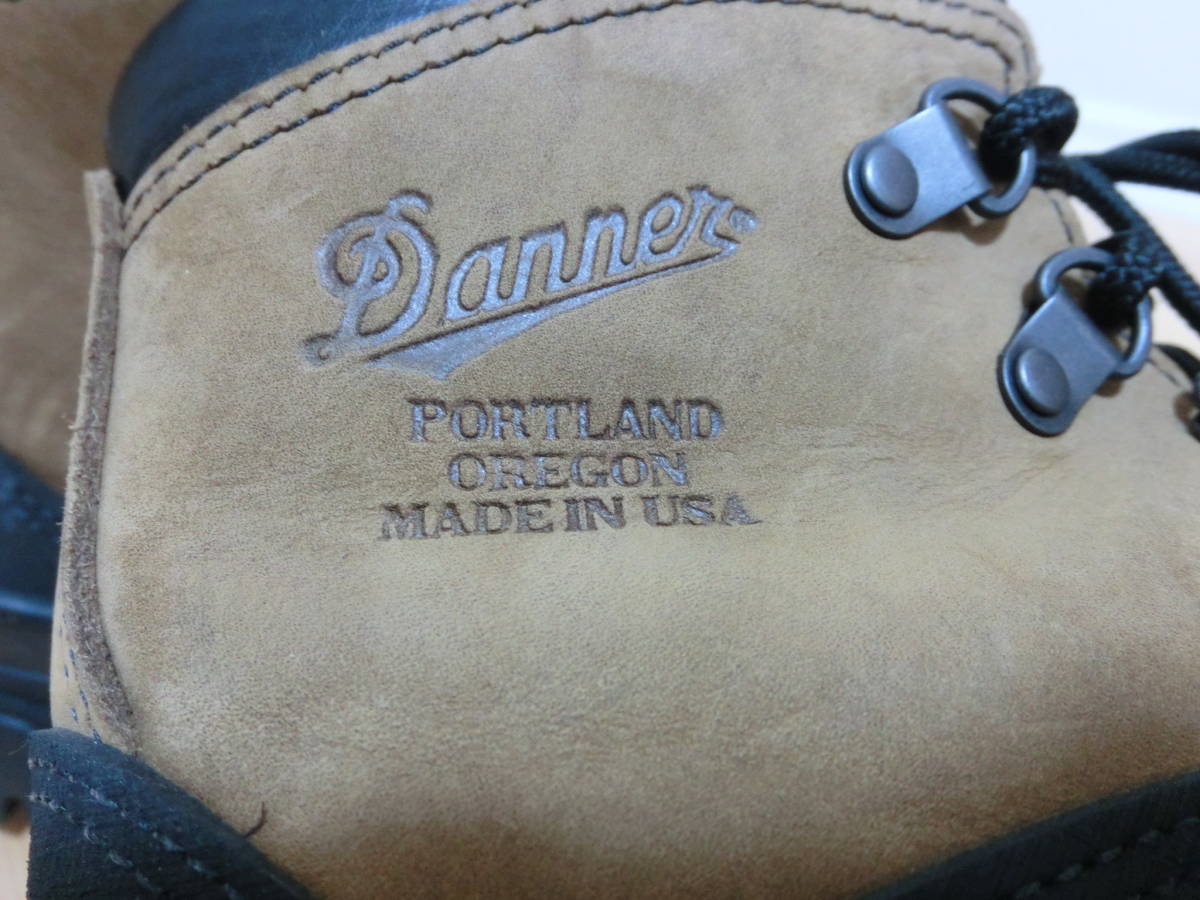 Danner
PORTLAND
OREGON
MADE IN USA